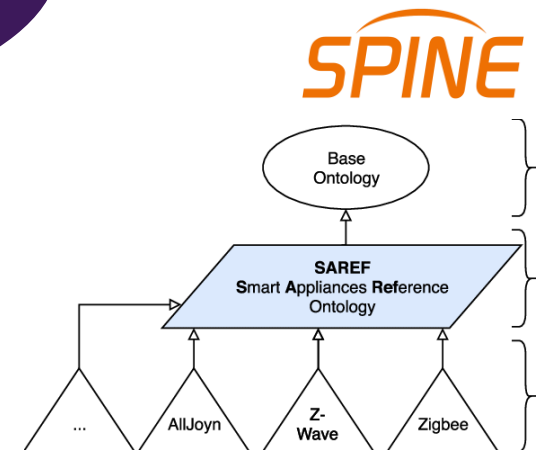 SPINE
Base
Ontology
SAREF
Smart Appliances Reference
Ontology
...
AllJoyn
Z-
Wave
Zigbee